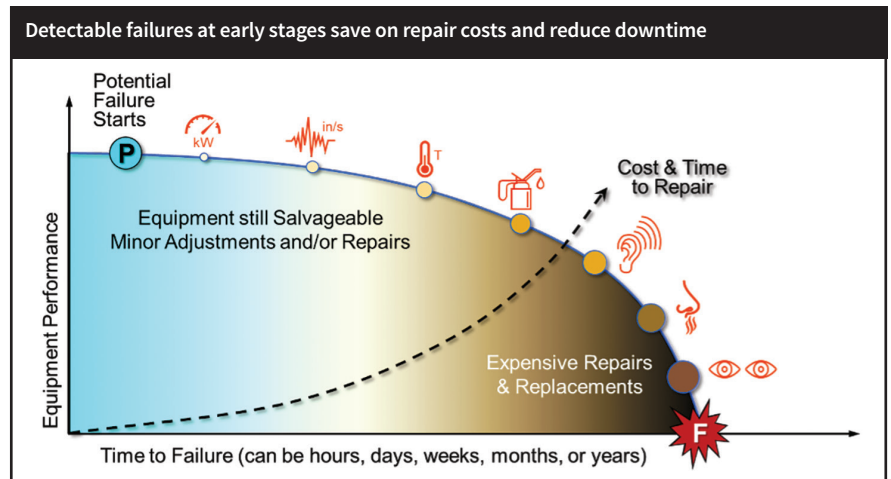 Detectable failures at early stages save on repair costs and reduce downtime
Potential
Failure
Starts
P
kW
in/s
T
Cost & Time
to Repair
Equipment still Salvageable
Minor Adjustments and/or Repairs
Equipment Performance
Expensive Repairs
& Replacements
F
Time to Failure (can be hours, days, weeks, months, or years)